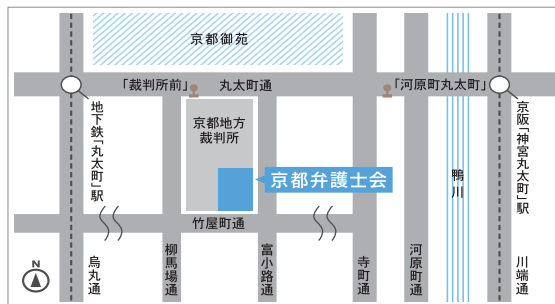 京都御苑
「裁判所前」
丸太町通
「河原町丸太町」
地下鉄「丸太町」駅
京都地方
裁判所
京都弁護士会
京阪「神宮丸太町」駅
鴨川
竹屋町通
N
烏丸通
柳馬場通
富小路通
寺町通
河原町通
川端通